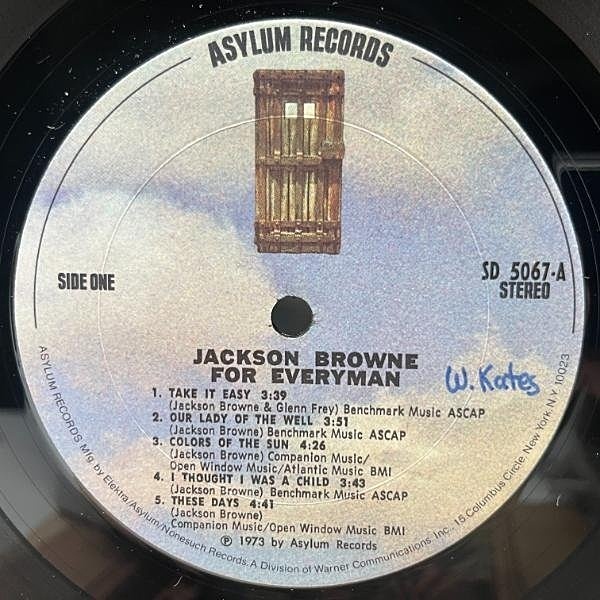 ASYLUM RECORDS
SIDE ONE
SD 5067-A
STEREO
JACKSON BROWNE
FOR EVERYMAN
W. Kates
1. TAKE IT EASY 3:39
(Jackson Browne & Glenn Frey) Benchmark Music ASCAP
2. OUR LADY OF THE WELL 3:51
(Jackson Browne) Benchmark Music ASCAP
3. COLORS OF THE SUN 4:26
(Jackson Browne) Companion Music/
Open Window Music/Atlantic Music BMI
4. I THOUGHT I WAS A CHILD 3:43
(Jackson Browne) Benchmark Music ASCAP
5. THESE DAYS 4:41
(Jackson Browne)
Companion Music/Open Window Music BMI
Ⓟ 1973 by Asylum Records
ASYLUM RECORDS Mfg. by Elektra/Asylum/Nonesuch Records. A Division of Warner Communications Inc., 15 Columbus Circle, New York N.Y. 10023